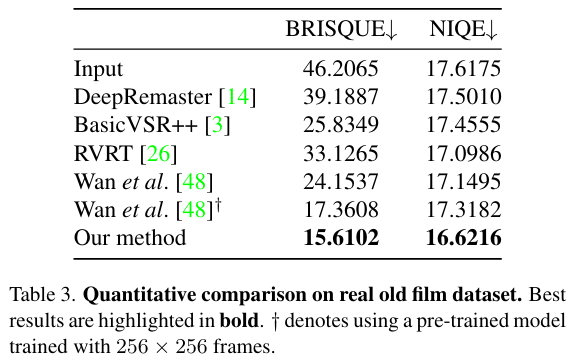 BRISQUE↓ NIQE↓
Input 46.2065 17.6175
DeepRemaster [14] 39.1887 17.5010
BasicVSR++ [3] 25.8349 17.4555
RVRT [26] 33.1265 17.0986
Wan et al. [48] 24.1537 17.1495
Wan et al. [48]† 17.3608 17.3182
Our method 15.6102 16.6216
Table 3. Quantitative comparison on real old film dataset. Best
results are highlighted in bold. † denotes using a pre-trained model
trained with 256 × 256 frames.